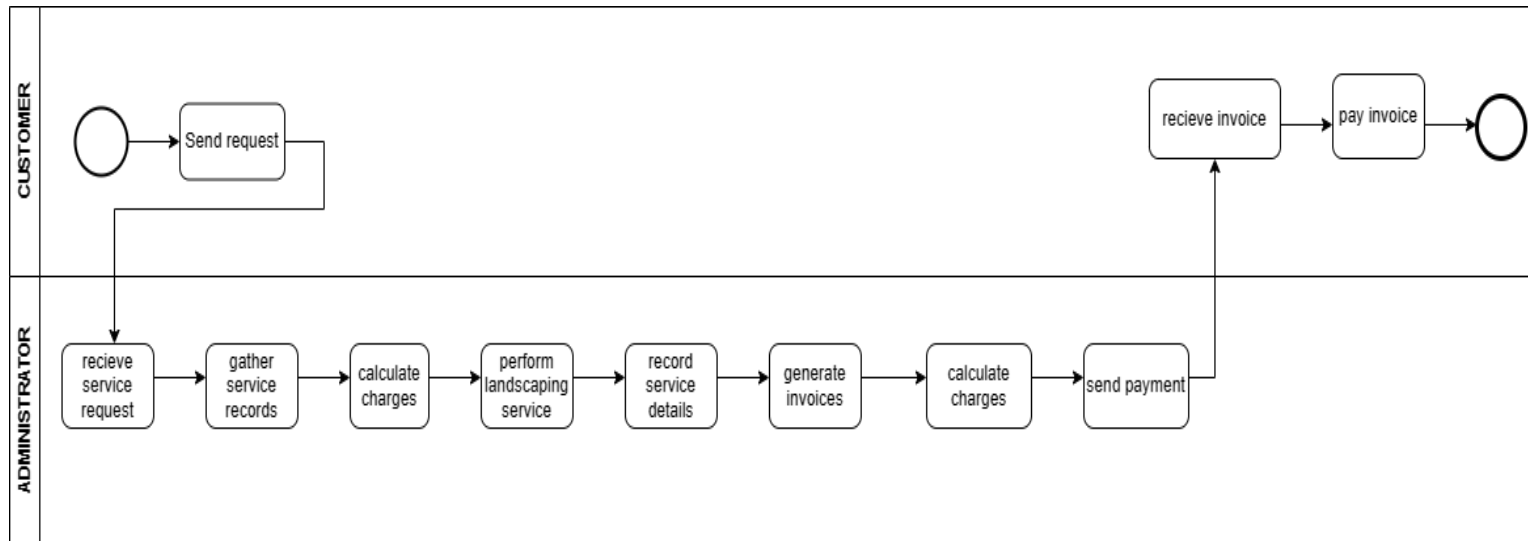 CUSTOMER
Send request
recieve invoice
pay invoice
ADMINISTRATOR
recieve
service
request
gather
service
records
calculate
charges
perform
landscaping
service
record
service
details
generate
invoices
calculate
charges
send payment